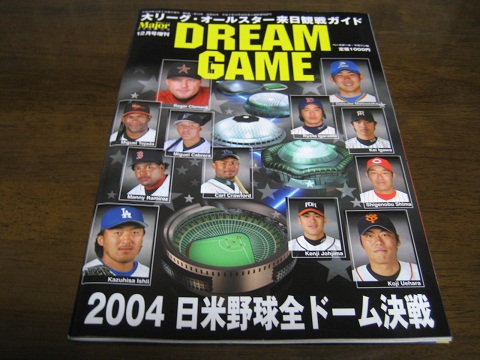 大リーグ・オールスター来日観戦ガイド
Major
12月号増刊
DREAM
GAME
定価1000円
Roger Clemens
Miguel Tejada
Miguel Cabrera
Kei Igawa
Manny Ramirez
Carl Crawford
Shigenobu Shima
Kazuhisa Ishii
Kenji Johjima
Koji Uehara
2004 日米野球全ドーム決戦